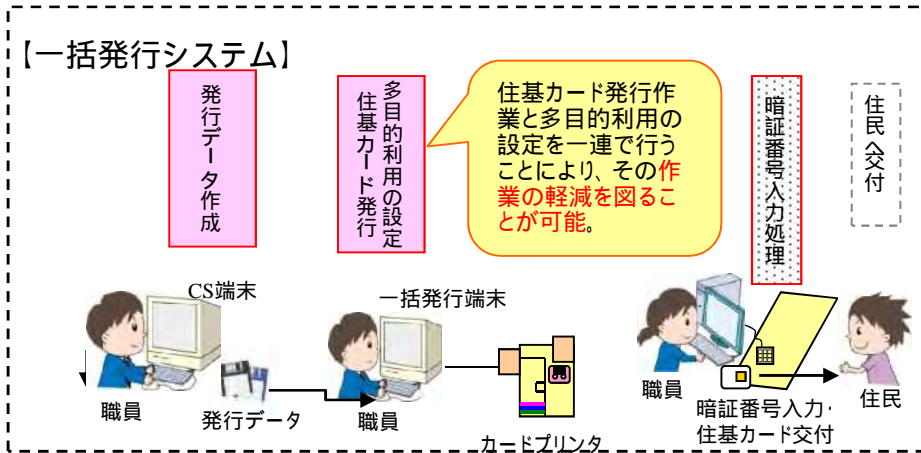 【一括発行システム】
発行データ作成
多目的利用の設定
住基カード発行
住基カード発行作
業と多目的利用の
設定を一連で行う
ことにより、その作
業の軽減を図るこ
とが可能。
暗証番号入力処理
住民へ交付
CS端末
一括発行端末
職員
発行データ
職員
カードプリンタ
職員
暗証番号入力・
住基カード交付
住民